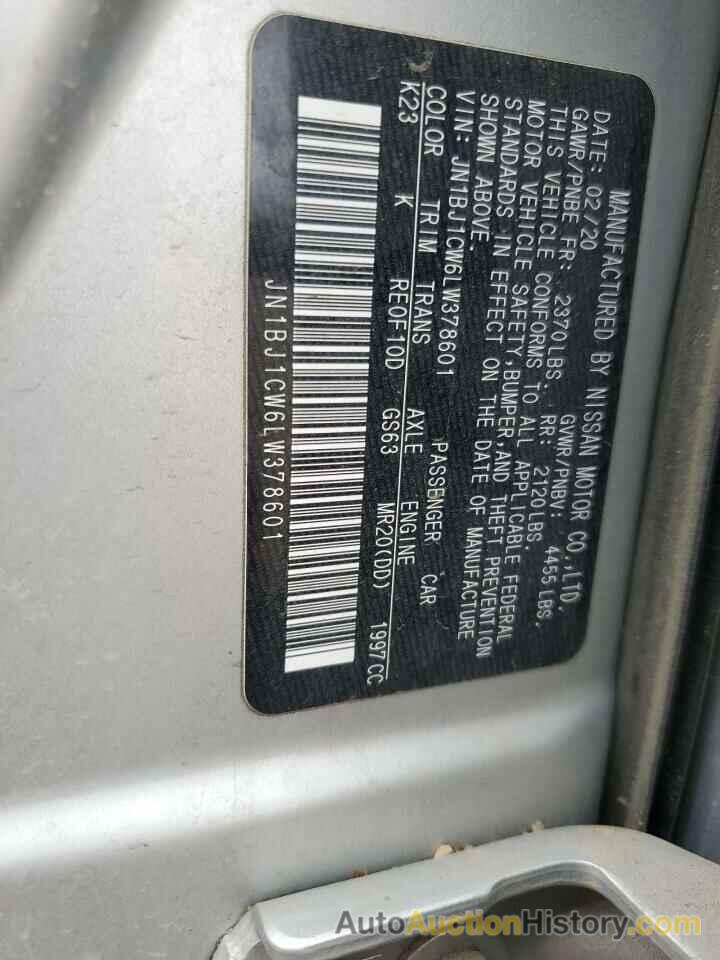 MANUFACTURED BY NISSAN MOTOR CO.,LTD.
DATE: 02/20 GVWR/PNBV: 4455 LBS.
GAWR/PNBE FR: 2370LBS. RR: 2120LBS.
THIS VEHICLE CONFORMS TO ALL APPLICABLE FEDERAL
MOTOR VEHICLE SAFETY,BUMPER,AND THEFT PREVENTION
STANDARDS IN EFFECT ON THE DATE OF MANUFACTURE
SHOWN ABOVE.
VIN: JN1BJ1CW6LW378601 PASSENGER CAR
COLOR TRIM TRANS AXLE ENGINE
K23 K REOF10D GS63 MR20(DD) 1997CC
JN1BJ1CW6LW378601
AutoAuctionHistory.com